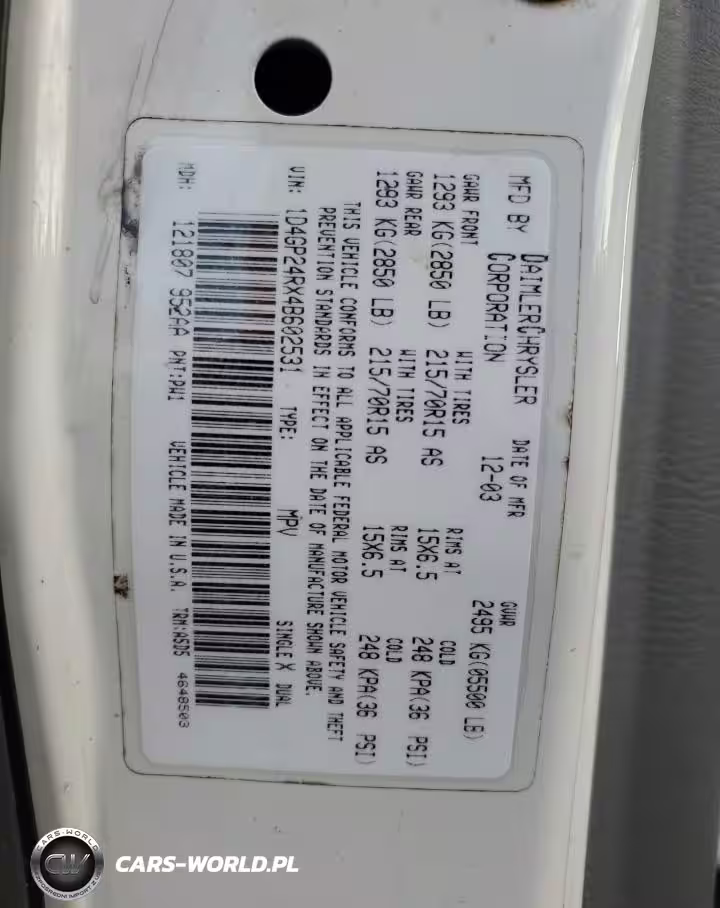 MFD BY DAIMLERCHRYSLER CORPORATION DATE OF MFR 12-03 GVWR 2495 KG(05500 LB)
GAWR FRONT WITH TIRES RIMS AT COLD
1293 KG(2850 LB) 215/70R15 AS 15X6.5 248 KPA(36 PSI)
GAWR REAR WITH TIRES RIMS AT COLD
1293 KG(2850 LB) 215/70R15 AS 15X6.5 248 KPA(36 PSI)
THIS VEHICLE CONFORMS TO ALL APPLICABLE FEDERAL MOTOR VEHICLE SAFETY AND THEFT
PREVENTION STANDARDS IN EFFECT ON THE DATE OF MANUFACTURE SHOWN ABOVE.
VIN: 1D4GP24RX4B602531 TYPE: MPV SINGLE X DUAL
MDH: 121807 952AA PNT:PW1 VEHICLE MADE IN U.S.A. TRM:A5D5 4648503
CARS-WORLD
CW
CARS-WORLD.PL